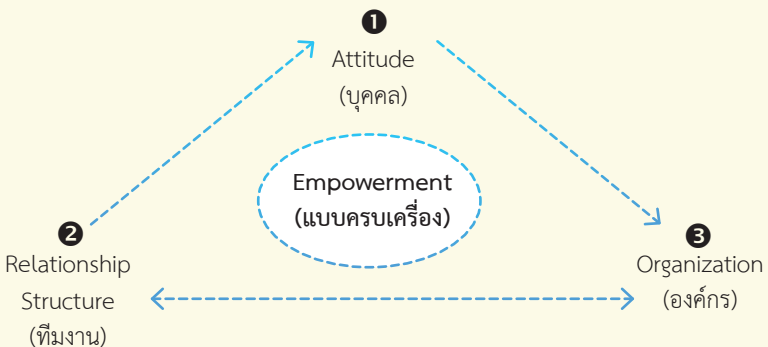 ❶
Attitude
(บุคคล)
Empowerment
(แบบครบเครื่อง)
❷
Relationship
Structure
(ทีมงาน)
❸
Organization
(องค์กร)